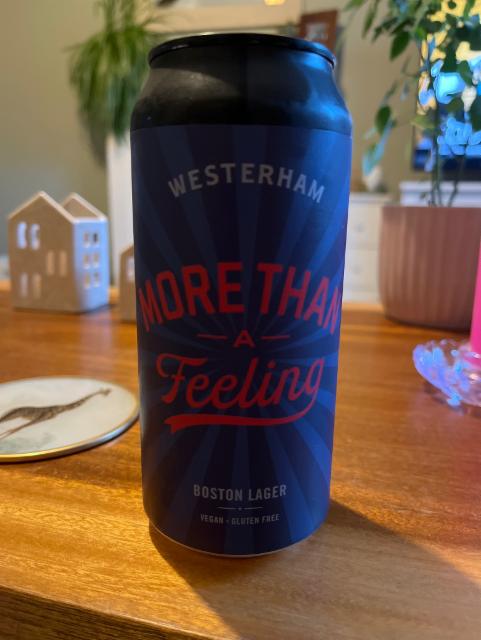 WESTERHAM
MORE THAN
A
Feeling
BOSTON LAGER
VEGAN - GLUTEN FREE